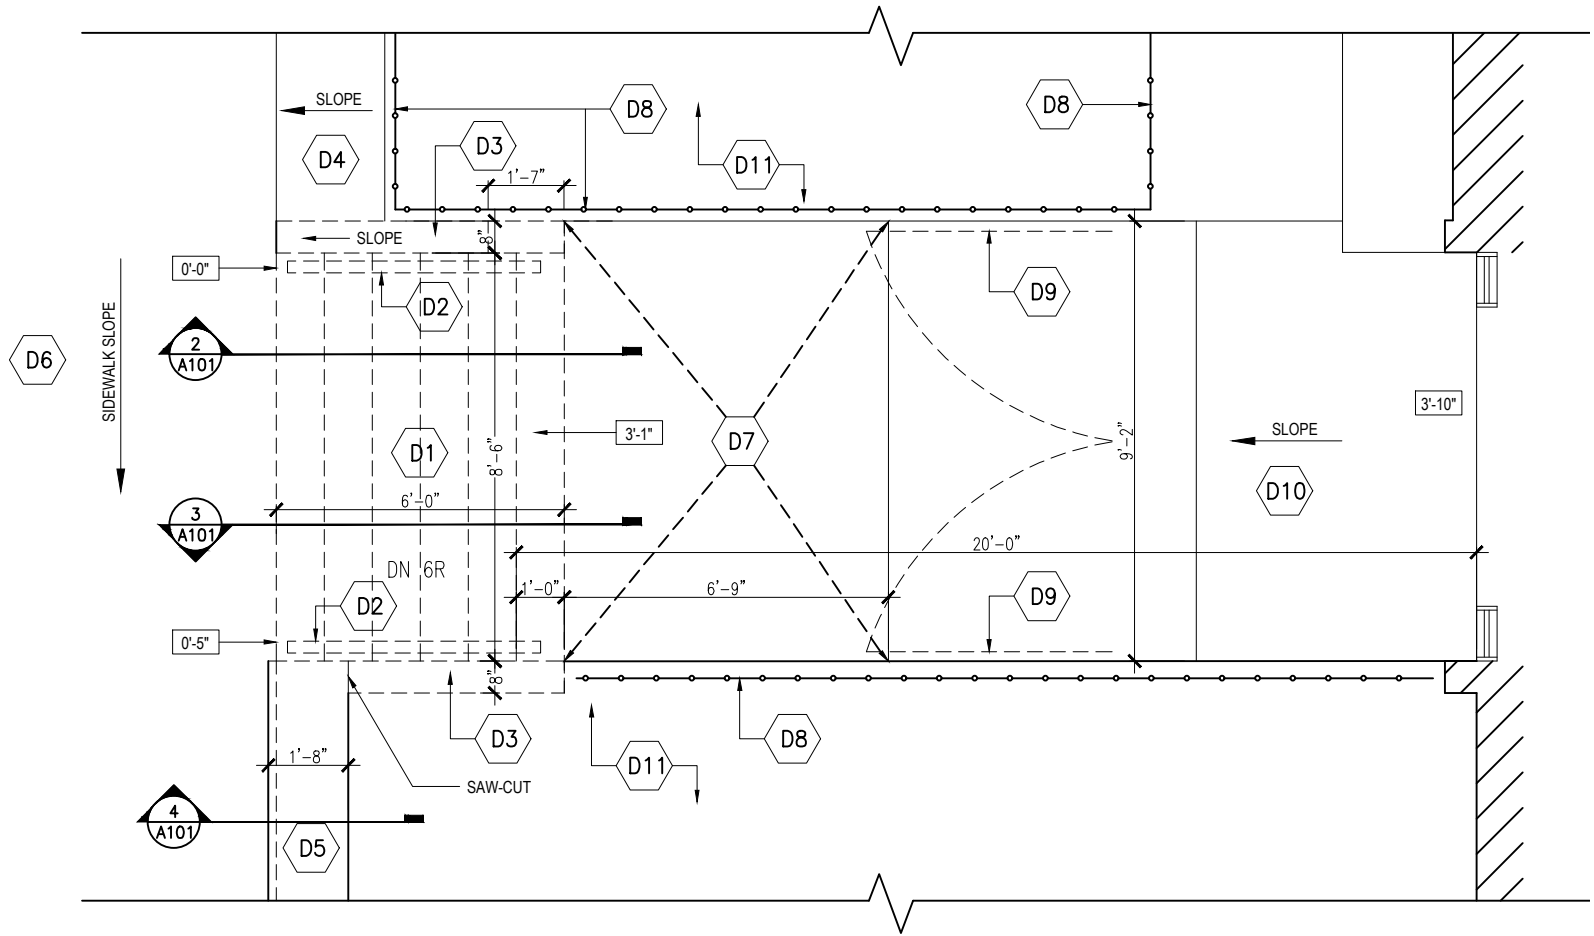 SLOPE
D8
D8
D4
D3
D11
1'-7"
8"
SLOPE
0'-0"
D2
D9
SIDEWALK SLOPE
D6
2
A101
3'-10"
3'-1"
D7
SLOPE
D1
8'-6"
9'-2"
D10
6'-0"
3
A101
20'-0"
DN 6R
D2
1'-0"
6'-9"
D9
0'-5"
8"
D3
D8
1'-8"
D11
SAW-CUT
4
A101
D5